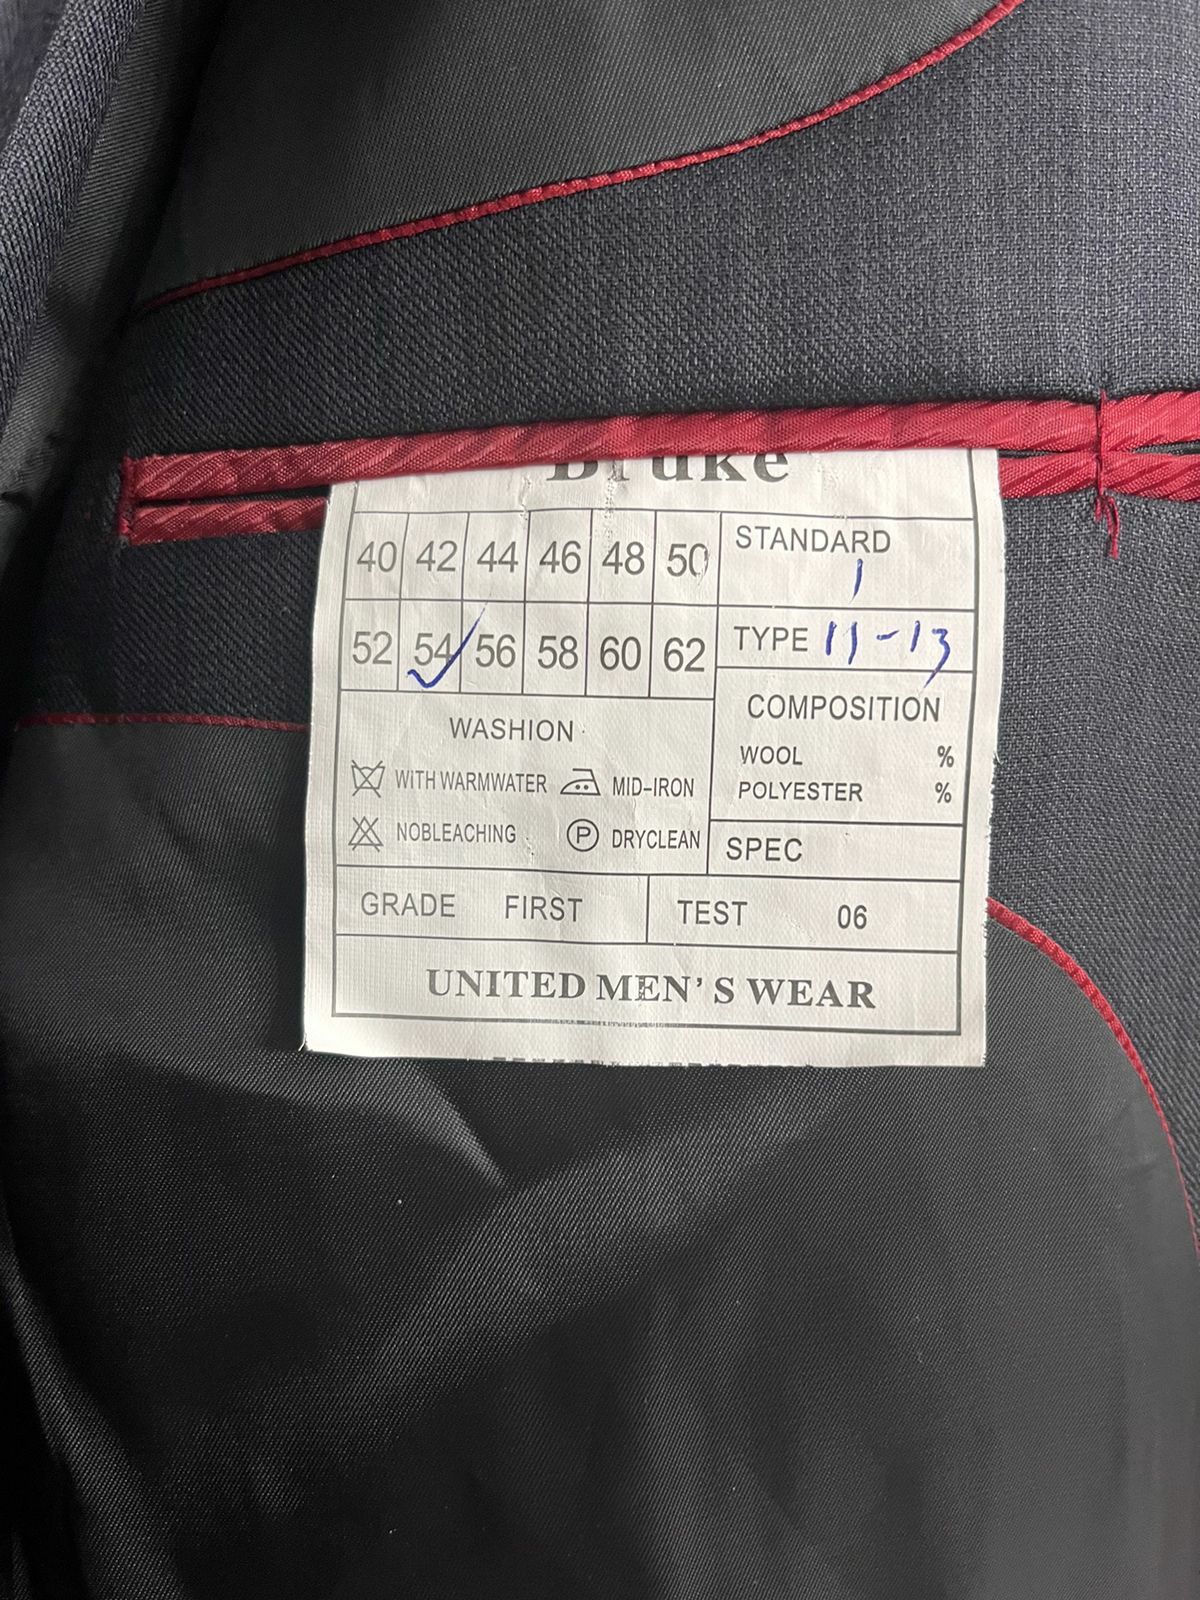 Bruke
40 42 44 46 48 50
52 54 56 58 60 62
STANDARD 1
TYPE 11-13
COMPOSITION
WOOL %
POLYESTER %
SPEC
WASHION
WITH WARMWATER MID-IRON
NOBLEACHING P DRYCLEAN
GRADE FIRST TEST 06
UNITED MEN'S WEAR